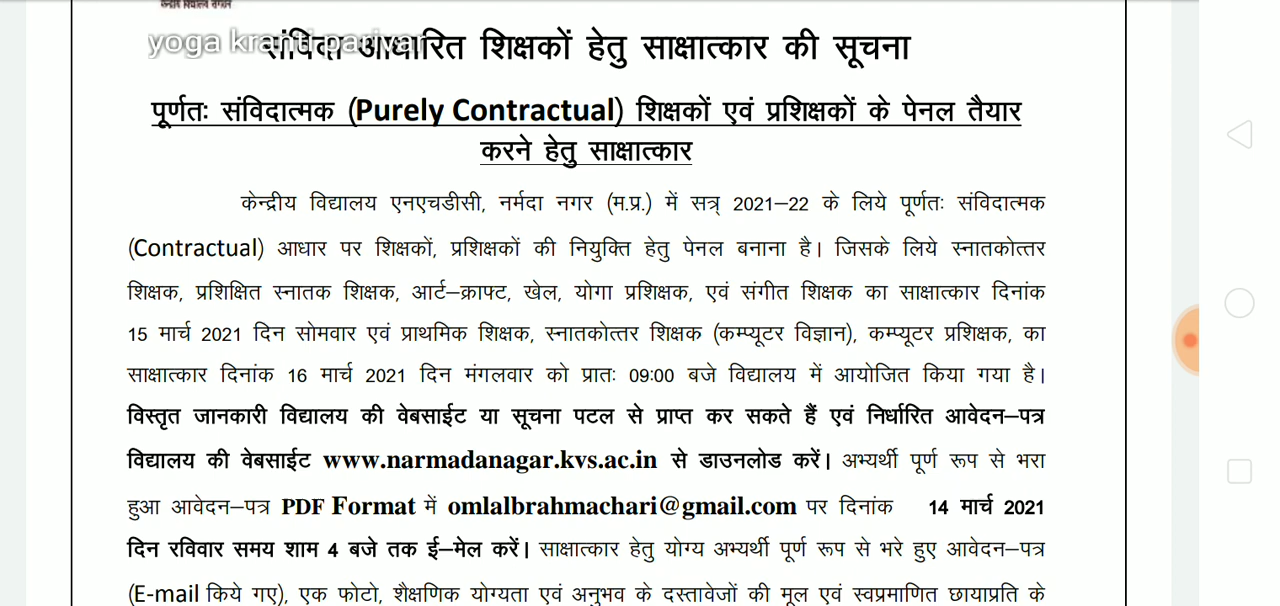 yoga kranti parivar
संविदा आधारित शिक्षकों हेतु साक्षात्कार की सूचना
पूर्णतः संविदात्मक (Purely Contractual) शिक्षकों एवं प्रशिक्षकों के पेनल तैयार
करने हेतु साक्षात्कार
केन्द्रीय विद्यालय एनएचडीसी, नर्मदा नगर (म.प्र.) में सत्र् 2021–22 के लिये पूर्णतः संविदात्मक
(Contractual) आधार पर शिक्षकों, प्रशिक्षकों की नियुक्ति हेतु पेनल बनाना है। जिसके लिये स्नातकोत्तर
शिक्षक, प्रशिक्षित स्नातक शिक्षक, आर्ट–क्राफ्ट, खेल, योगा प्रशिक्षक, एवं संगीत शिक्षक का साक्षात्कार दिनांक
15 मार्च 2021 दिन सोमवार एवं प्राथमिक शिक्षक, स्नातकोत्तर शिक्षक (कम्प्यूटर विज्ञान), कम्प्यूटर प्रशिक्षक, का
साक्षात्कार दिनांक 16 मार्च 2021 दिन मंगलवार को प्रातः 09:00 बजे विद्यालय में आयोजित किया गया है।
विस्तृत जानकारी विद्यालय की वेबसाईट या सूचना पटल से प्राप्त कर सकते हैं एवं निर्धारित आवेदन–पत्र
विद्यालय की वेबसाईट www.narmadanagar.kvs.ac.in से डाउनलोड करें। अभ्यर्थी पूर्ण रूप से भरा
हुआ आवेदन–पत्र PDF Format में omlalbrahmachari@gmail.com पर दिनांक 14 मार्च 2021
दिन रविवार समय शाम 4 बजे तक ई–मेल करें। साक्षात्कार हेतु योग्य अभ्यर्थी पूर्ण रूप से भरे हुए आवेदन–पत्र
(E-mail किये गए), एक फोटो, शैक्षणिक योग्यता एवं अनुभव के दस्तावेजों की मूल एवं स्वप्रमाणित छायाप्रति के